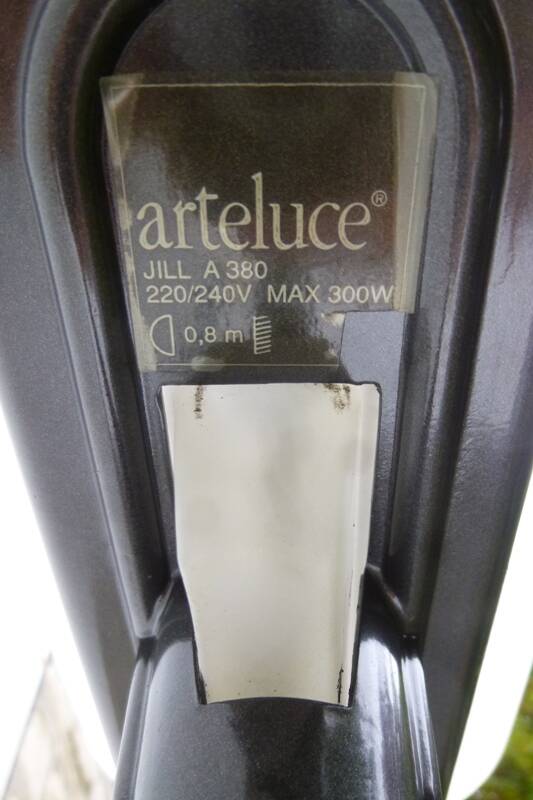 arteluce®
JILL A 380
220/240V MAX 300W
0,8 m